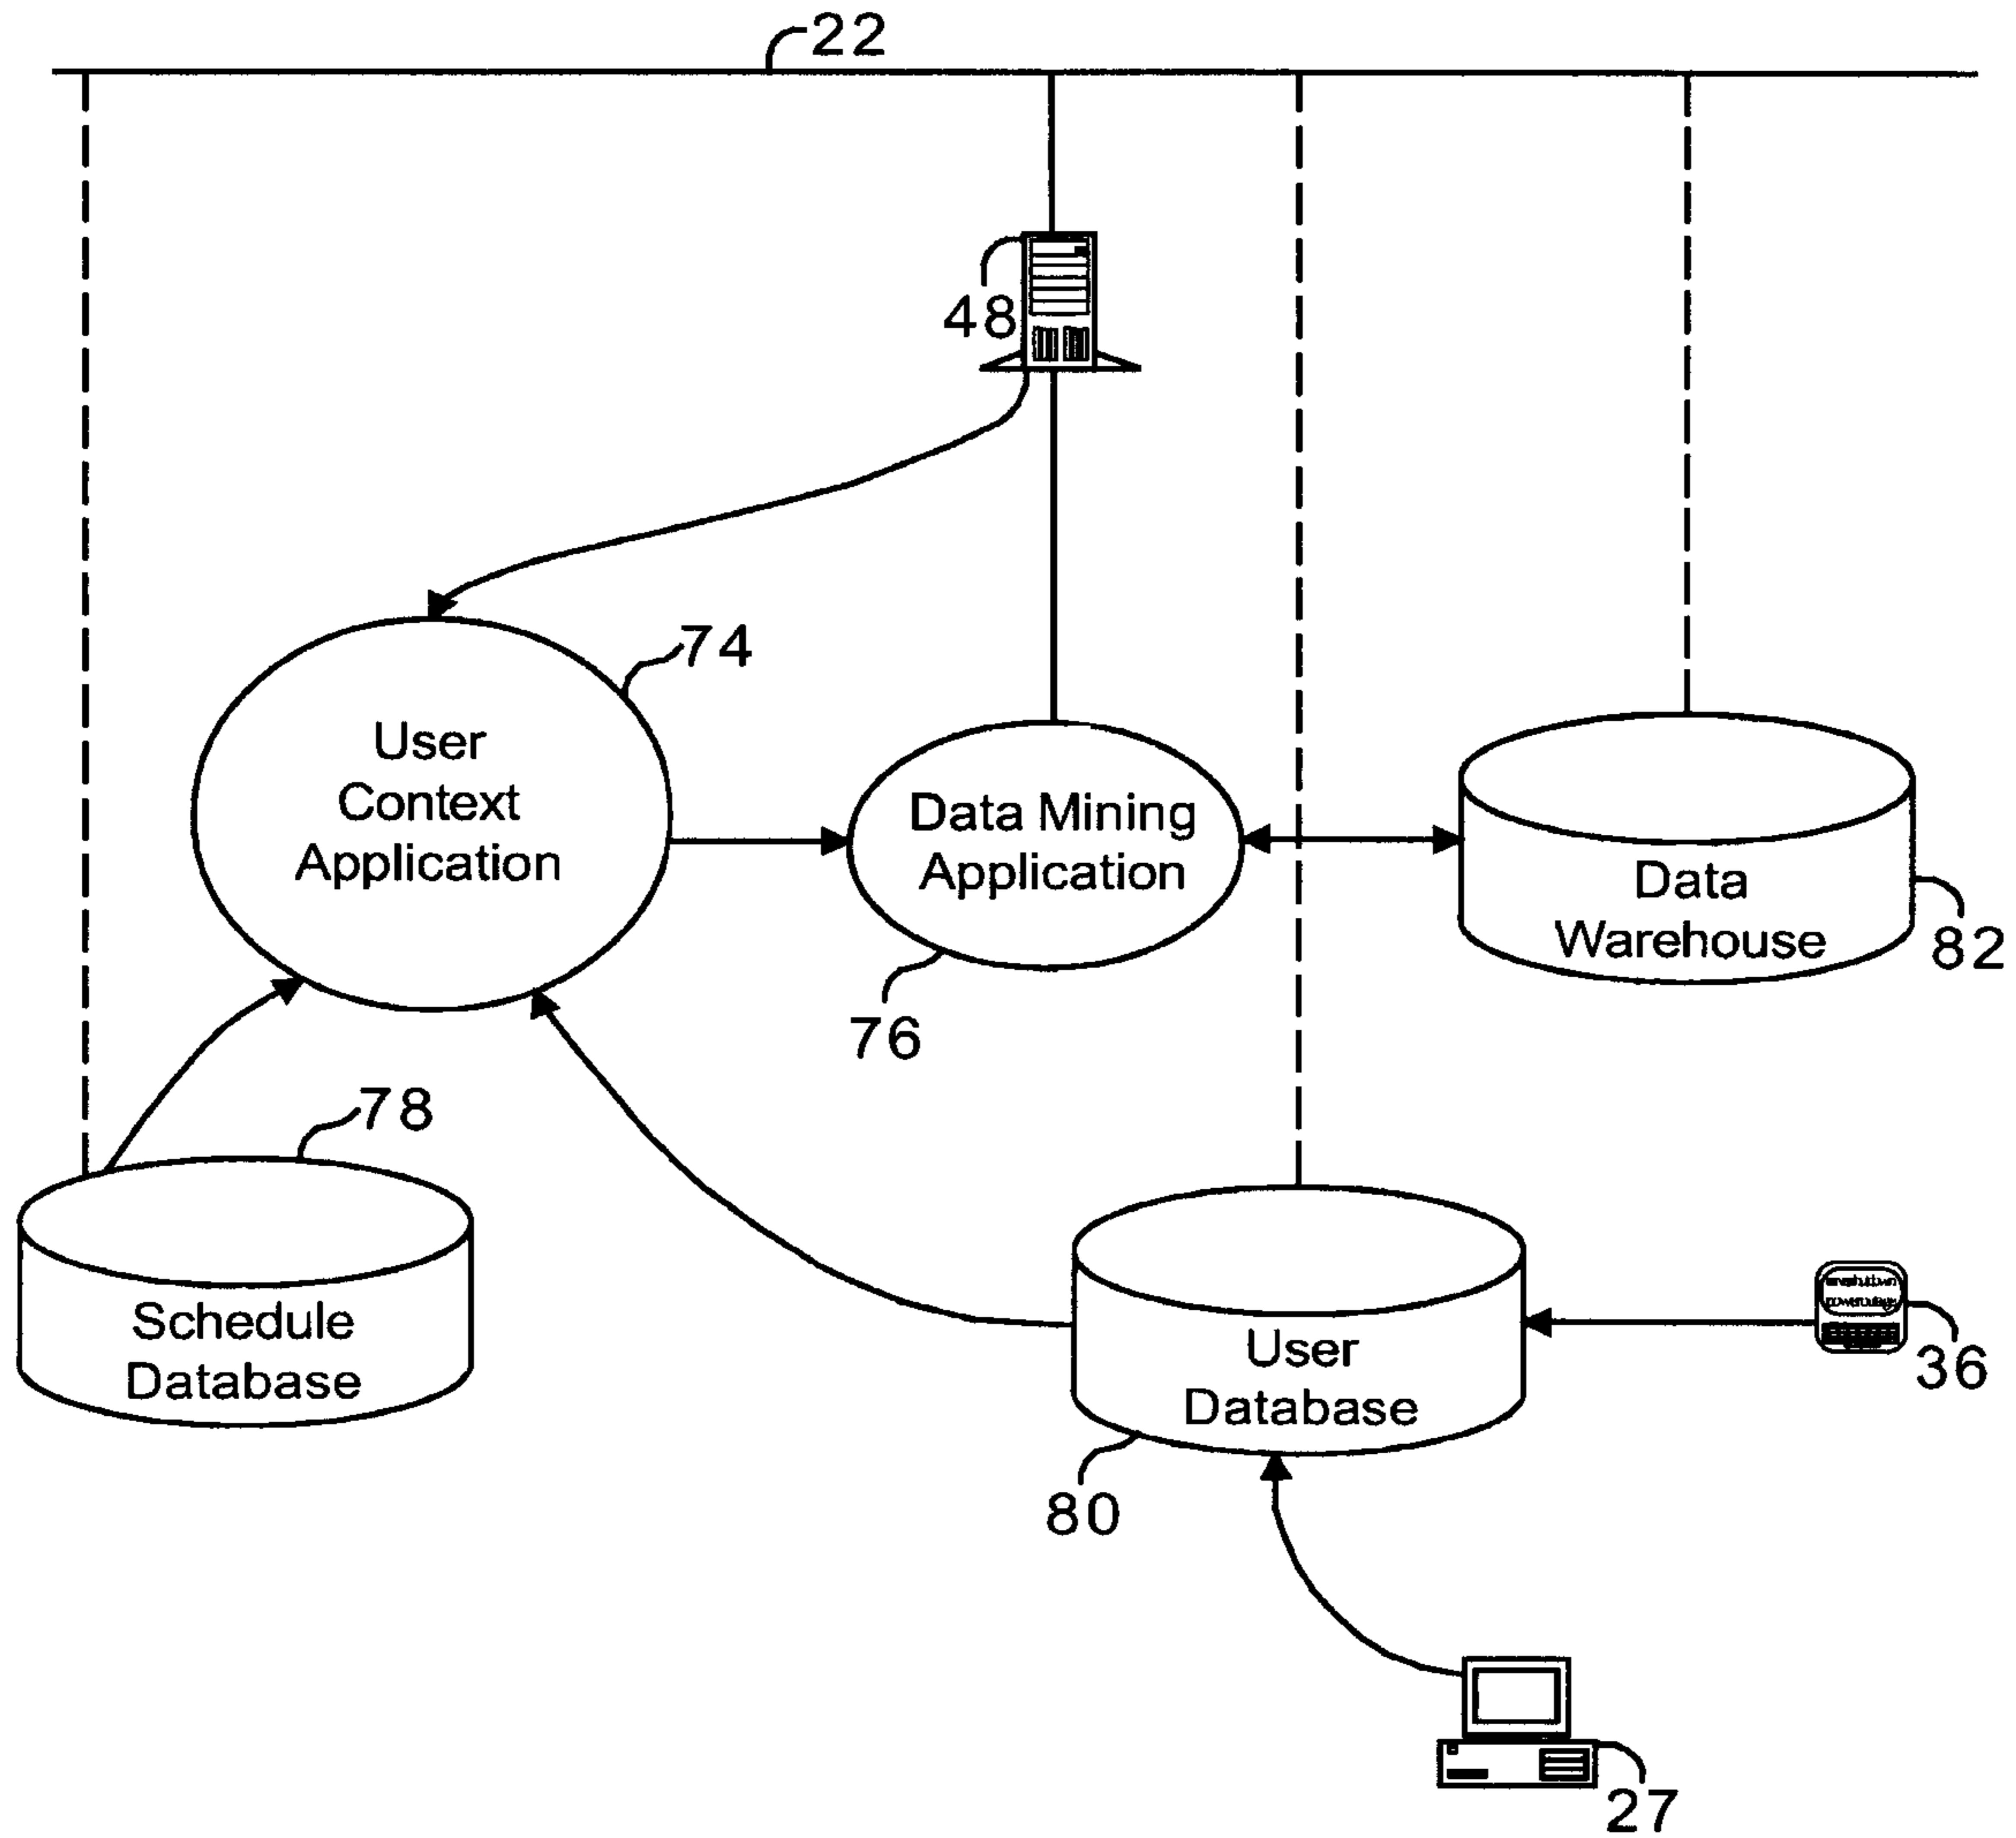 22
48
74
User
Context
Application
Data Mining
Application
Data
Warehouse
82
76
78
Schedule
Database
User
Database
36
80
27